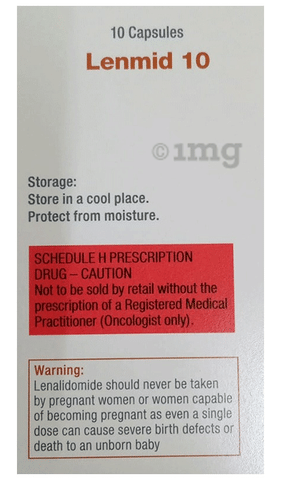 10 Capsules
Lenmid 10
©1mg
Storage:
Store in a cool place.
Protect from moisture.
SCHEDULE H PRESCRIPTION
DRUG – CAUTION
Not to be sold by retail without the
prescription of a Registered Medical
Practitioner (Oncologist only).
Warning:
Lenalidomide should never be taken
by pregnant women or women capable
of becoming pregnant as even a single
dose can cause severe birth defects or
death to an unborn baby